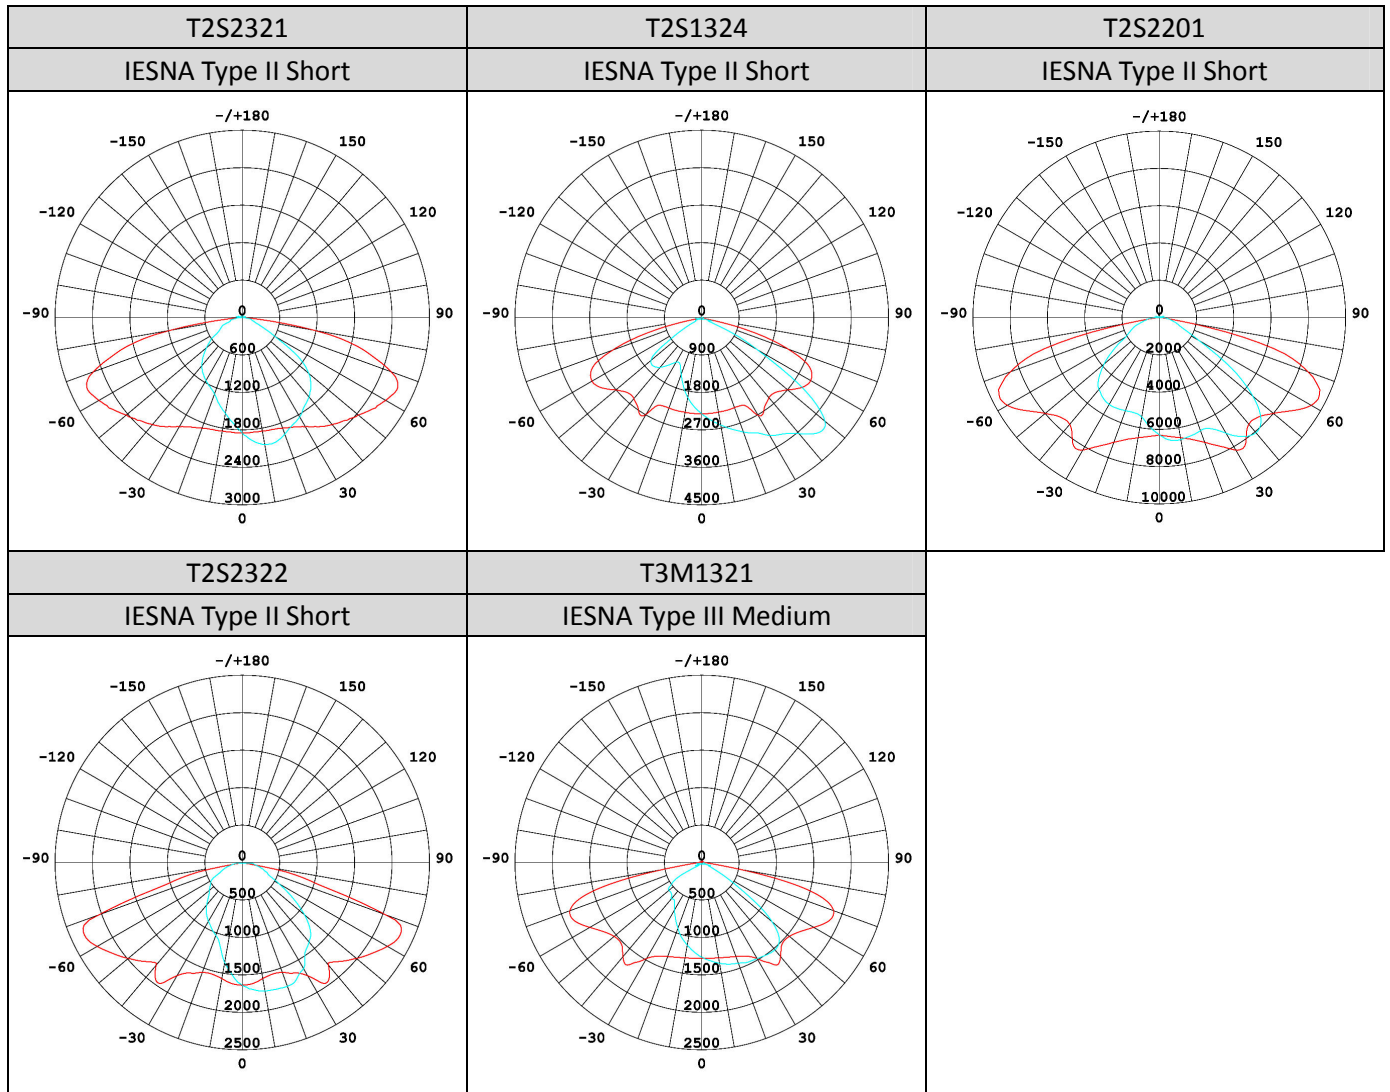 T2S2321 T2S1324 T2S2201
IESNA Type II Short IESNA Type II Short IESNA Type II Short
-/+180 -/+180 -/+180
-150 150 -150 150 -150 150
-120 120 -120 120 -120 120
-90 0 90 -90 0 90 -90 0 90
600 900 2000
1200 1800 4000
-60 1800 60 -60 2700 60 -60 6000 60
2400 3600 8000
-30 30 -30 30 -30 30
3000 4500 10000
0 0 0
T2S2322 T3M1321
IESNA Type II Short IESNA Type III Medium
-/+180 -/+180
-150 150 -150 150
-120 120 -120 120
-90 0 90 -90 0 90
500 500
1000 1000
-60 1500 60 -60 1500 60
2000 2000
-30 30 -30 30
2500 2500
0 0